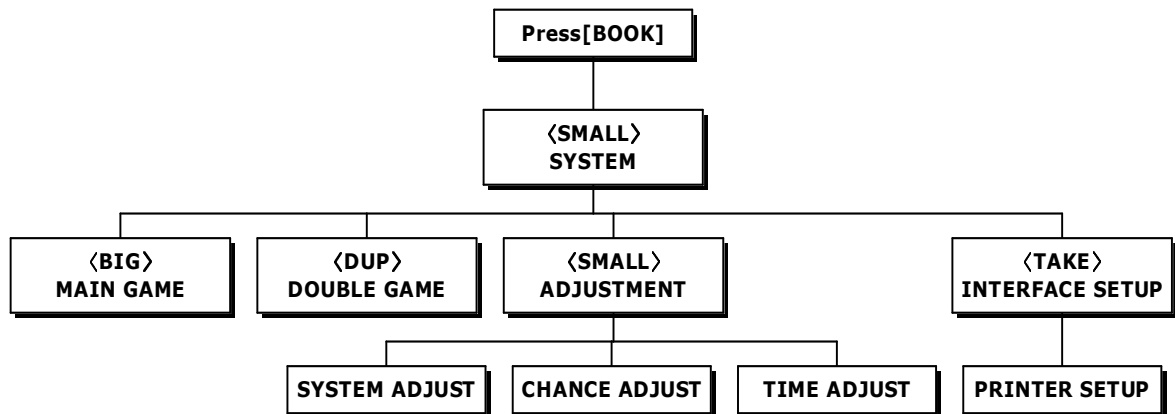 Press[BOOK]
〈SMALL〉
SYSTEM
〈BIG〉
MAIN GAME
〈DUP〉
DOUBLE GAME
〈SMALL〉
ADJUSTMENT
〈TAKE〉
INTERFACE SETUP
SYSTEM ADJUST
CHANCE ADJUST
TIME ADJUST
PRINTER SETUP